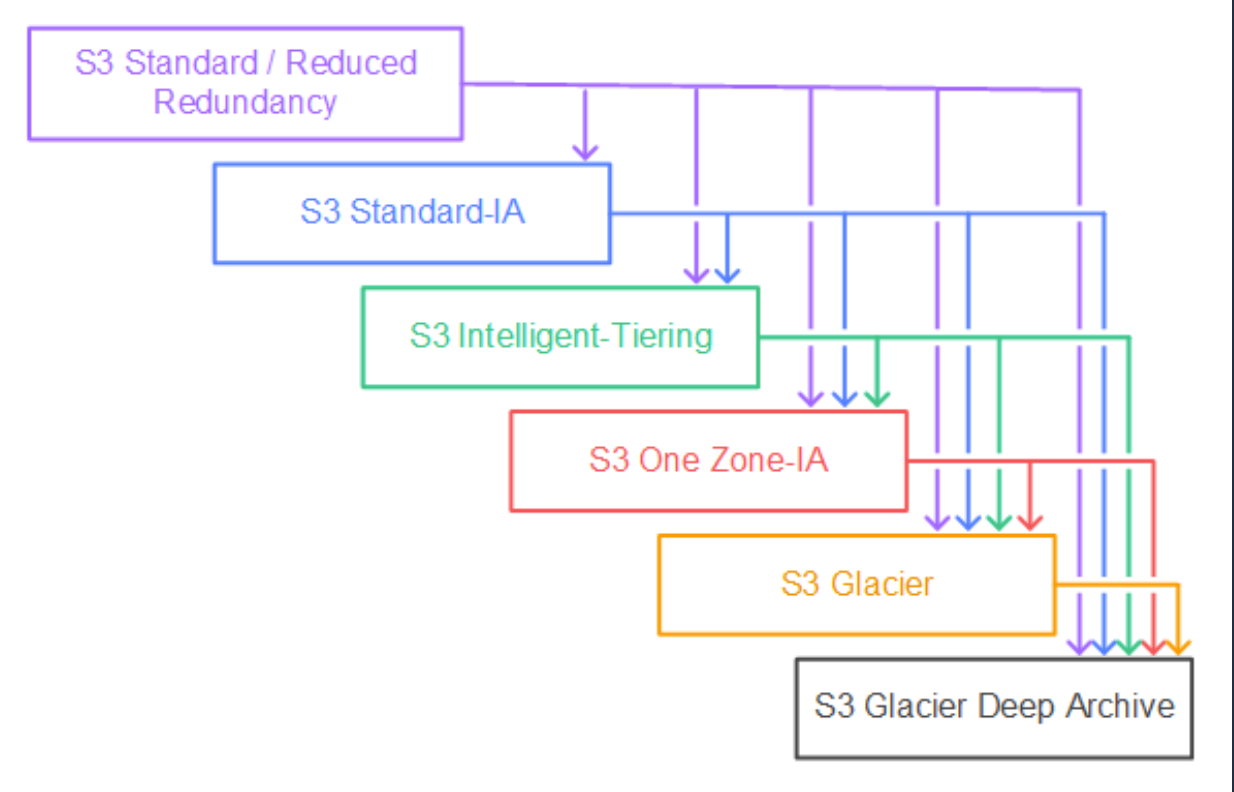 S3 Standard / Reduced
Redundancy
S3 Standard-IA
S3 Intelligent-Tiering
S3 One Zone-IA
S3 Glacier
S3 Glacier Deep Archive